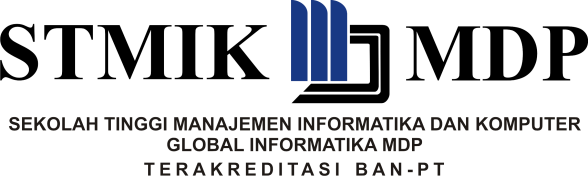 STMIK MDP
SEKOLAH TINGGI MANAJEMEN INFORMATIKA DAN KOMPUTER
GLOBAL INFORMATIKA MDP
TERAKREDITASI BAN-PT